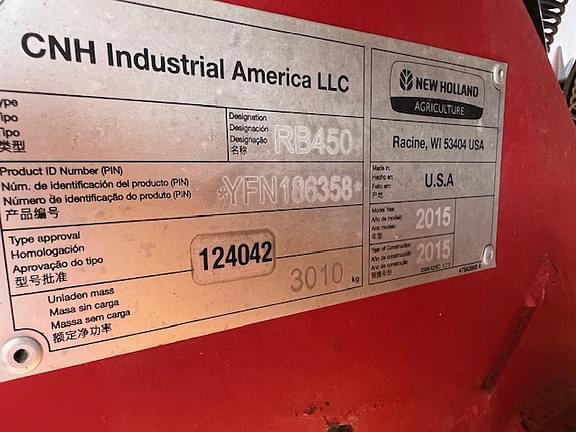 CNH Industrial America LLC
NEW HOLLAND
AGRICULTURE
Racine, WI 53404 USA
Type
Tipo
Tipo
类型
Designation
Designación
Designação
名称
RB450
Product ID Number (PIN)
Núm. de identificación del producto (PIN)
Número de identificação do produto (PIN)
产品编号
*YFN106358*
Made in:
Hecho en:
Feito em:
产地
U.S.A
Type approval
Homologación
Aprovação do tipo
型号批准
124042
Model Year
Año de modelo
Ano de modelo
年型
2015
Year of Construction
Año de construcción
Ano de construção
制造年份
2015
Unladen mass
Masa sin carga
Massa sem carga
额定净功率
3010 kg